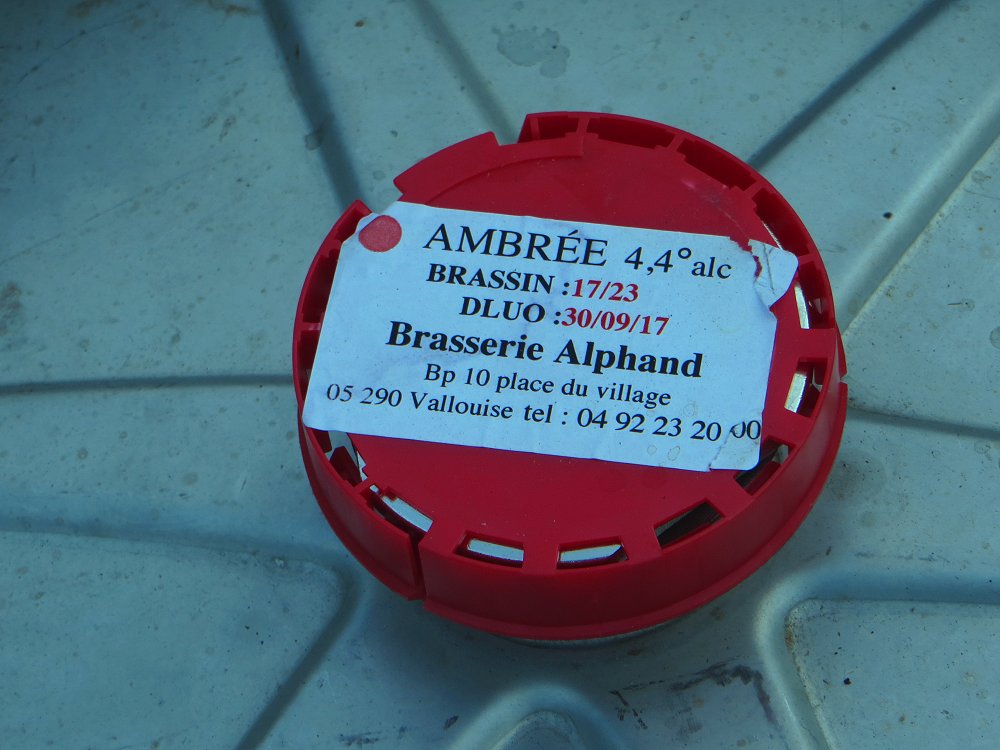 AMBRÉE 4,4° alc
BRASSIN :17/23
DLUO :30/09/17
Brasserie Alphand
Bp 10 place du village
05 290 Vallouise tel : 04 92 23 20 00